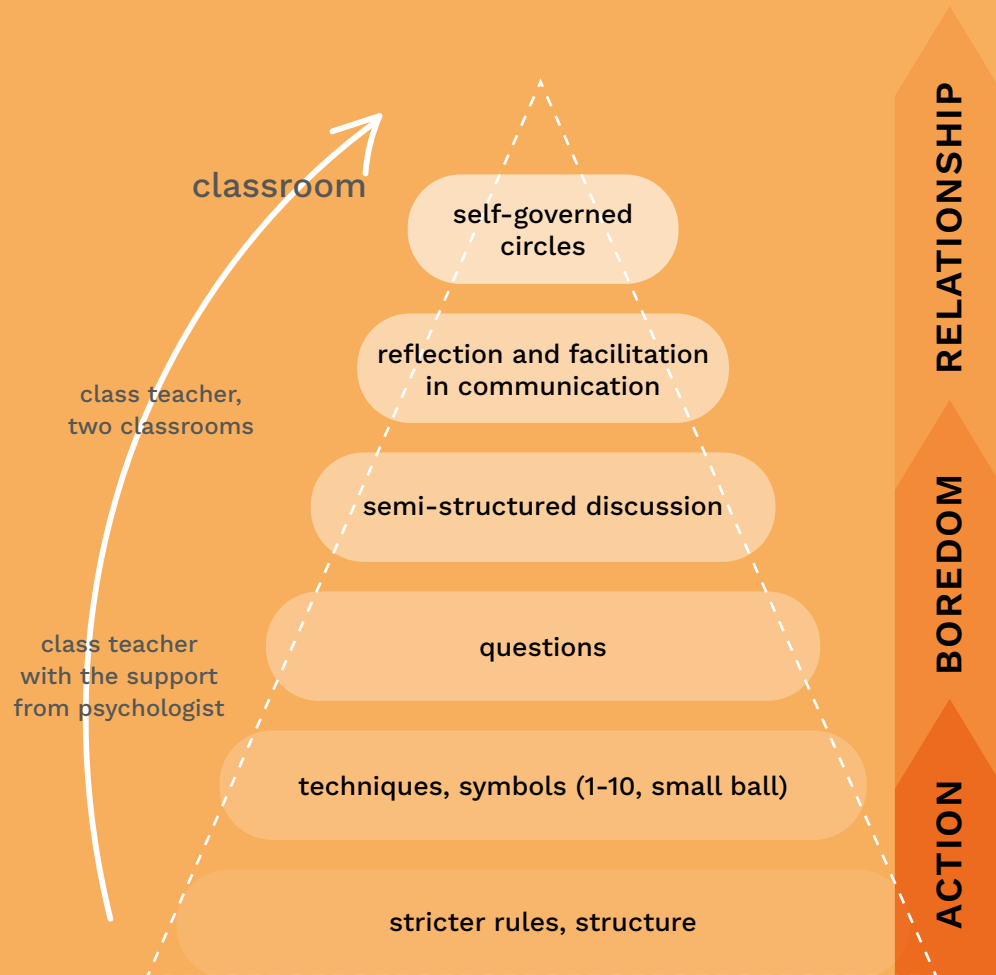 RELATIONSHIP
classroom
self-governed
circles
reflection and facilitation
in communication
class teacher,
two classrooms
semi-structured discussion
BOREDOM
questions
class teacher
with the support
from psychologist
techniques, symbols (1-10, small ball)
ACTION
stricter rules, structure